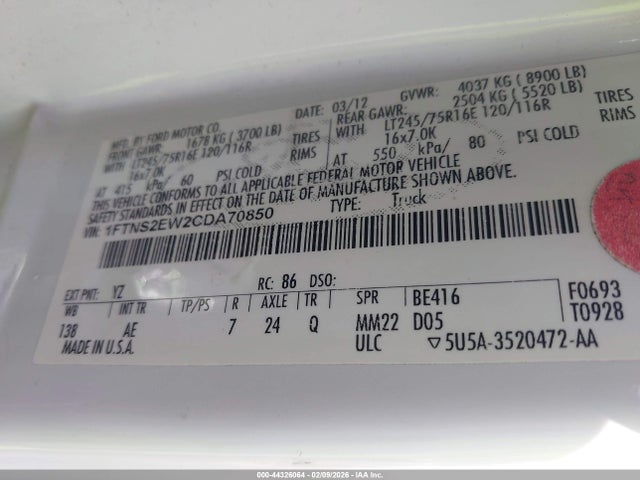 MFD. BY FORD MOTOR CO.
DATE: 03/12 GVWR: 4037 KG ( 8900 LB)
FRONT GAWR: 1678 KG ( 3700 LB) REAR GAWR: 2504 KG ( 5520 LB)
WITH LT245/75R16E 120/116R TIRES WITH LT245/75R16E 120/116R TIRES
16x7.0K RIMS 16x7.0K RIMS
AT 415 kPa/ 60 PSI COLD AT 550 kPa/ 80 PSI COLD
THIS VEHICLE CONFORMS TO ALL APPLICABLE FEDERAL MOTOR VEHICLE
SAFETY STANDARDS IN EFFECT ON THE DATE OF MANUFACTURE SHOWN ABOVE.
VIN: 1FTNS2EW2CDA70850 TYPE: Truck
EXT PNT: YZ RC: 86 DSO: F0693
WB INT TR TP/PS R AXLE TR SPR BE416 T0928
138 AE 7 24 Q MM22 D05
MADE IN U.S.A. ULC ▽5U5A-3520472-AA
000-44326064 - 02/09/2026 - IAAI.com